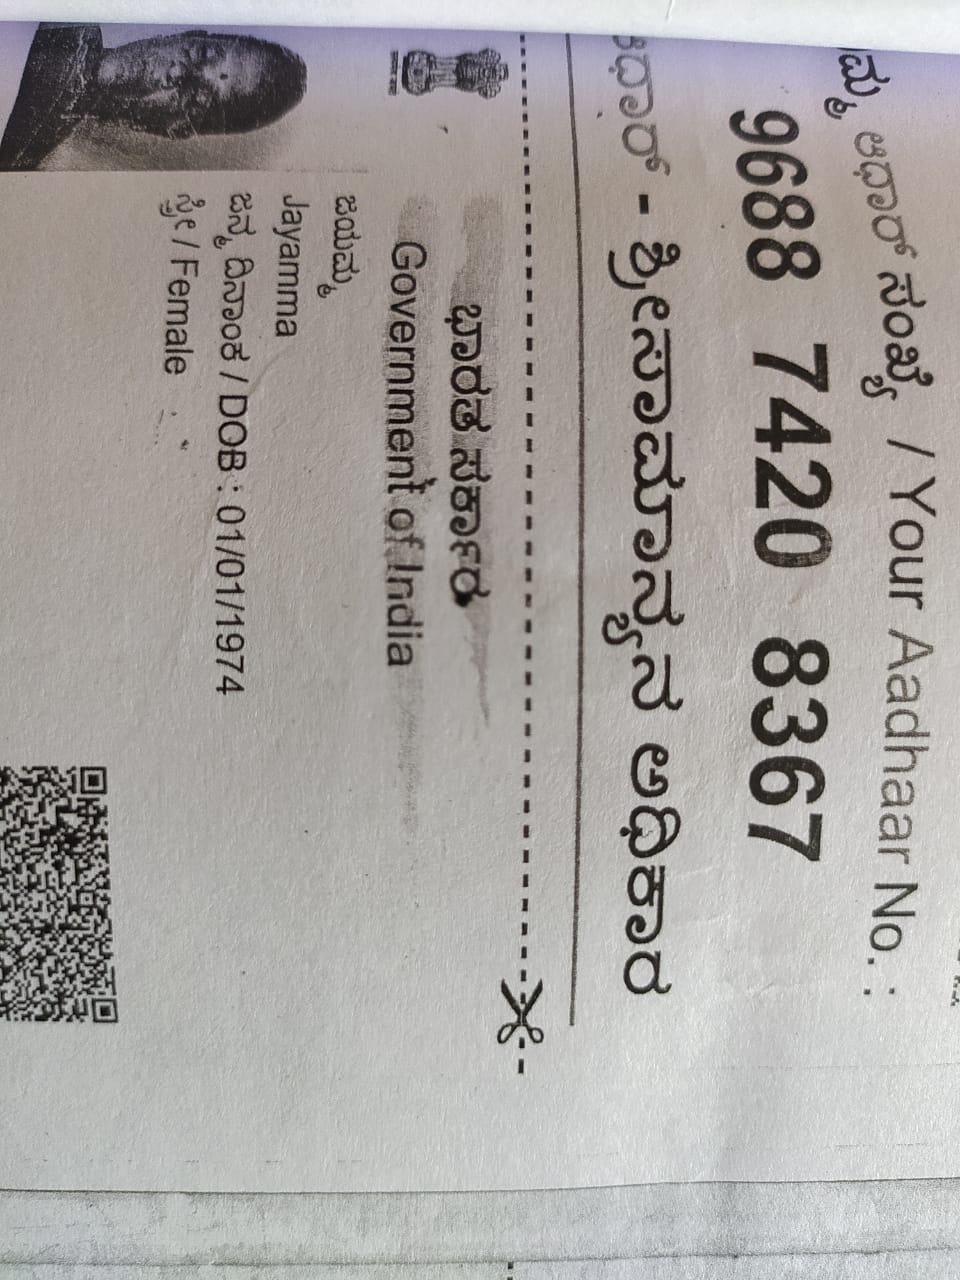 ಆಧಾರ್ ಸಂಖ್ಯೆ / Your Aadhaar No. :
9688 7420 8367
ಆಧಾರ್ - ಶ್ರೀಸಾಮಾನ್ಯನ ಅಧಿಕಾರ
ಭಾರತ ಸರ್ಕಾರ
Government of India
ಜಯಮ್ಮ
Jayamma
ಜನ್ಮ ದಿನಾಂಕ / DOB : 01/01/1974
ಸ್ತ್ರೀ / Female